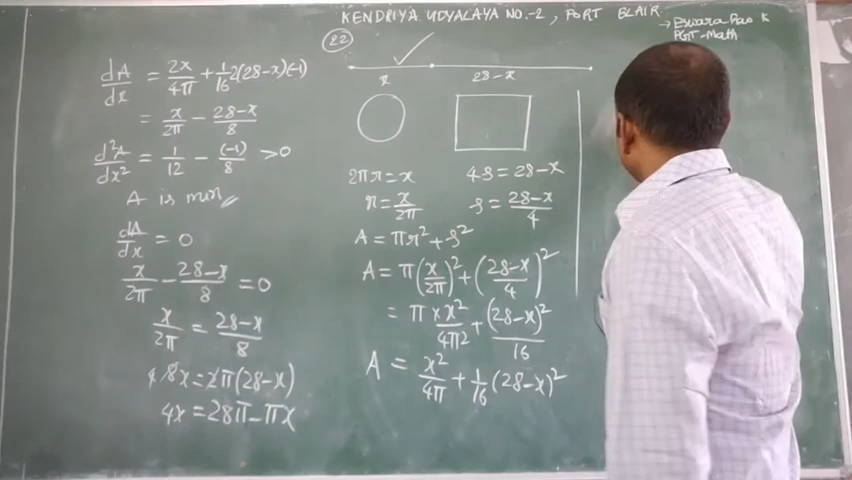 KENDRIYA VIDYALAYA NO.-2, PORT BLAIR
→ Eswara Rao K
PGT-Math
22
x
28-x
2πr = x
4s = 28-x
r = x/2π
s = (28-x)/4
A = πr² + s²
A = π(x/2π)² + ((28-x)/4)²
= π × x²/4π2 + (28-x)²/16
A = x²/4π + 1/16 (28-x)²
dA/dx = 2x/4π + 1/16 2(28-x)(-1)
= x/2π - (28-x)/8
d²A/dx² = 1/12 - (-1)/8 >0
A is min
dA/dx = 0
x/2π - (28-x)/8 = 0
x/2π = (28-x)/8
4 8x = 2π(28-x)
4x = 28π - πx